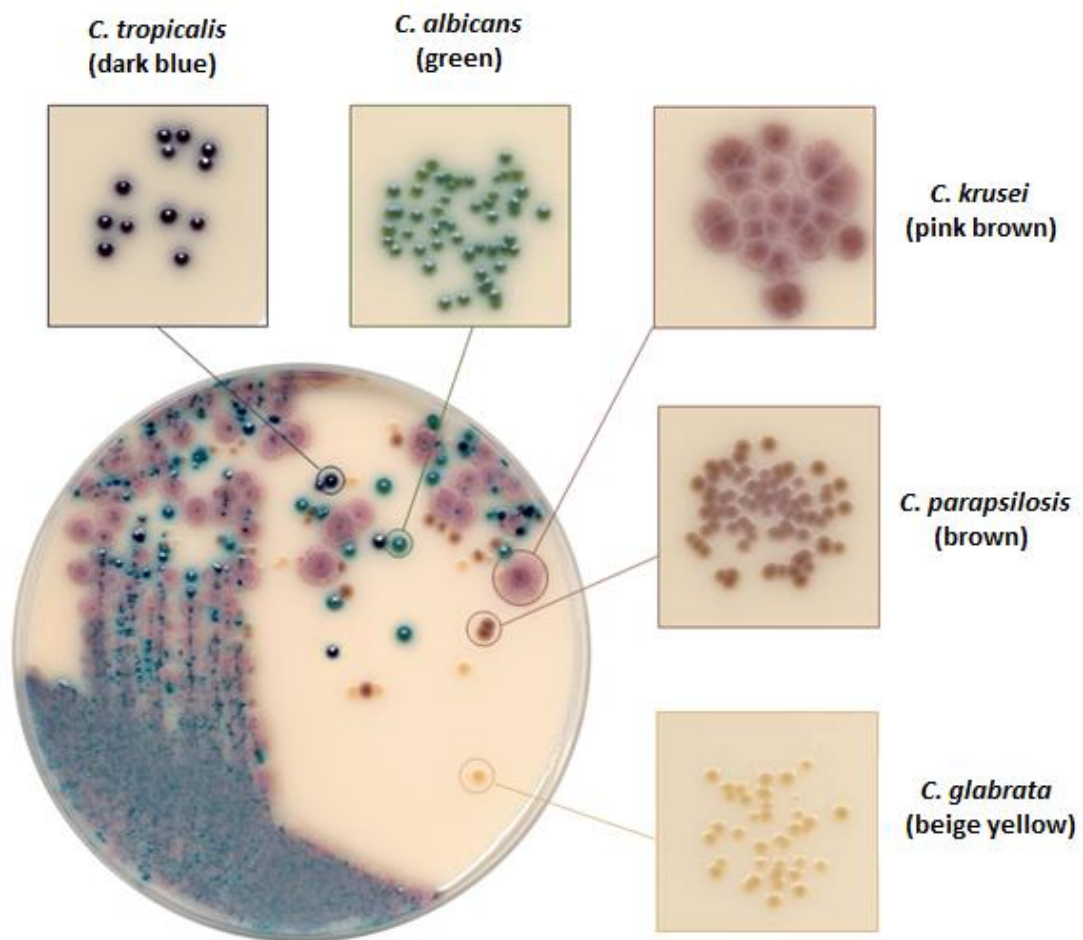 C. tropicalis
(dark blue)
C. albicans
(green)
C. krusei
(pink brown)
C. parapsilosis
(brown)
C. glabrata
(beige yellow)